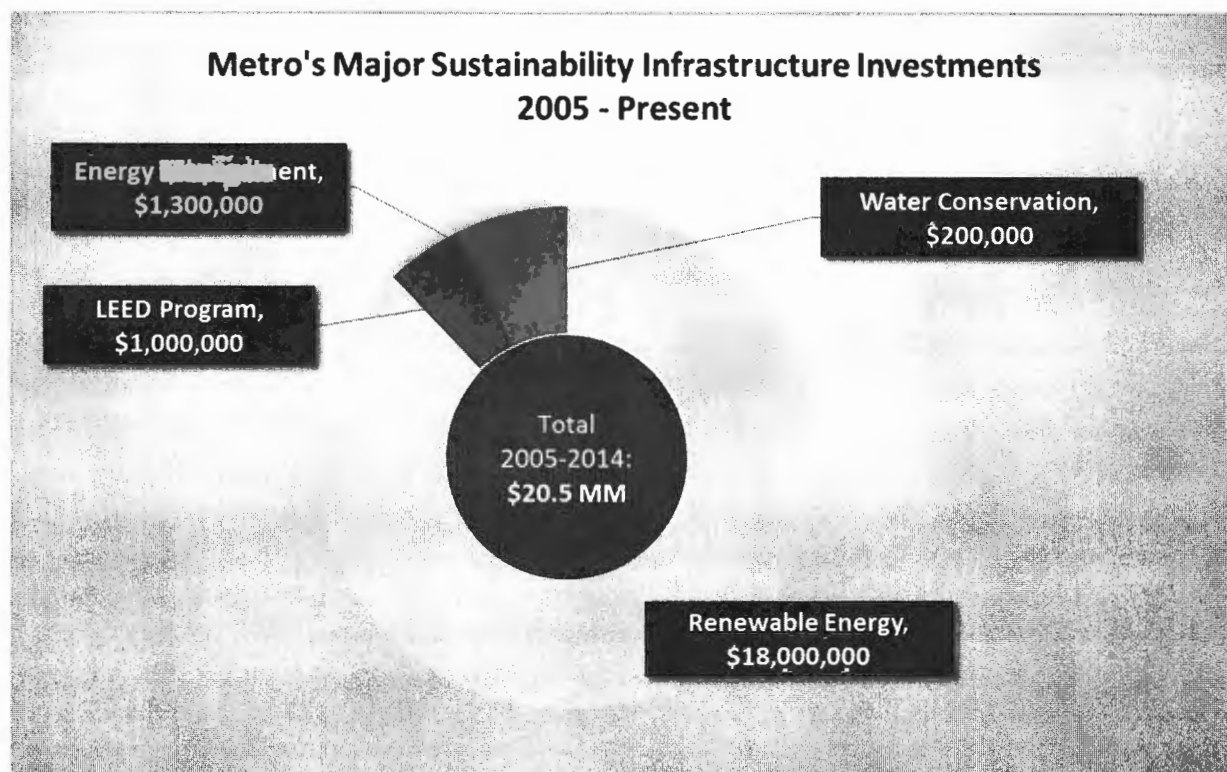 Metro's Major Sustainability Infrastructure Investments
2005 - Present
Energy
$1,300,000
Water Conservation,
$200,000
LEED Program,
$1,000,000
Total
2005-2014:
$20.5 MM
Renewable Energy,
$18,000,000